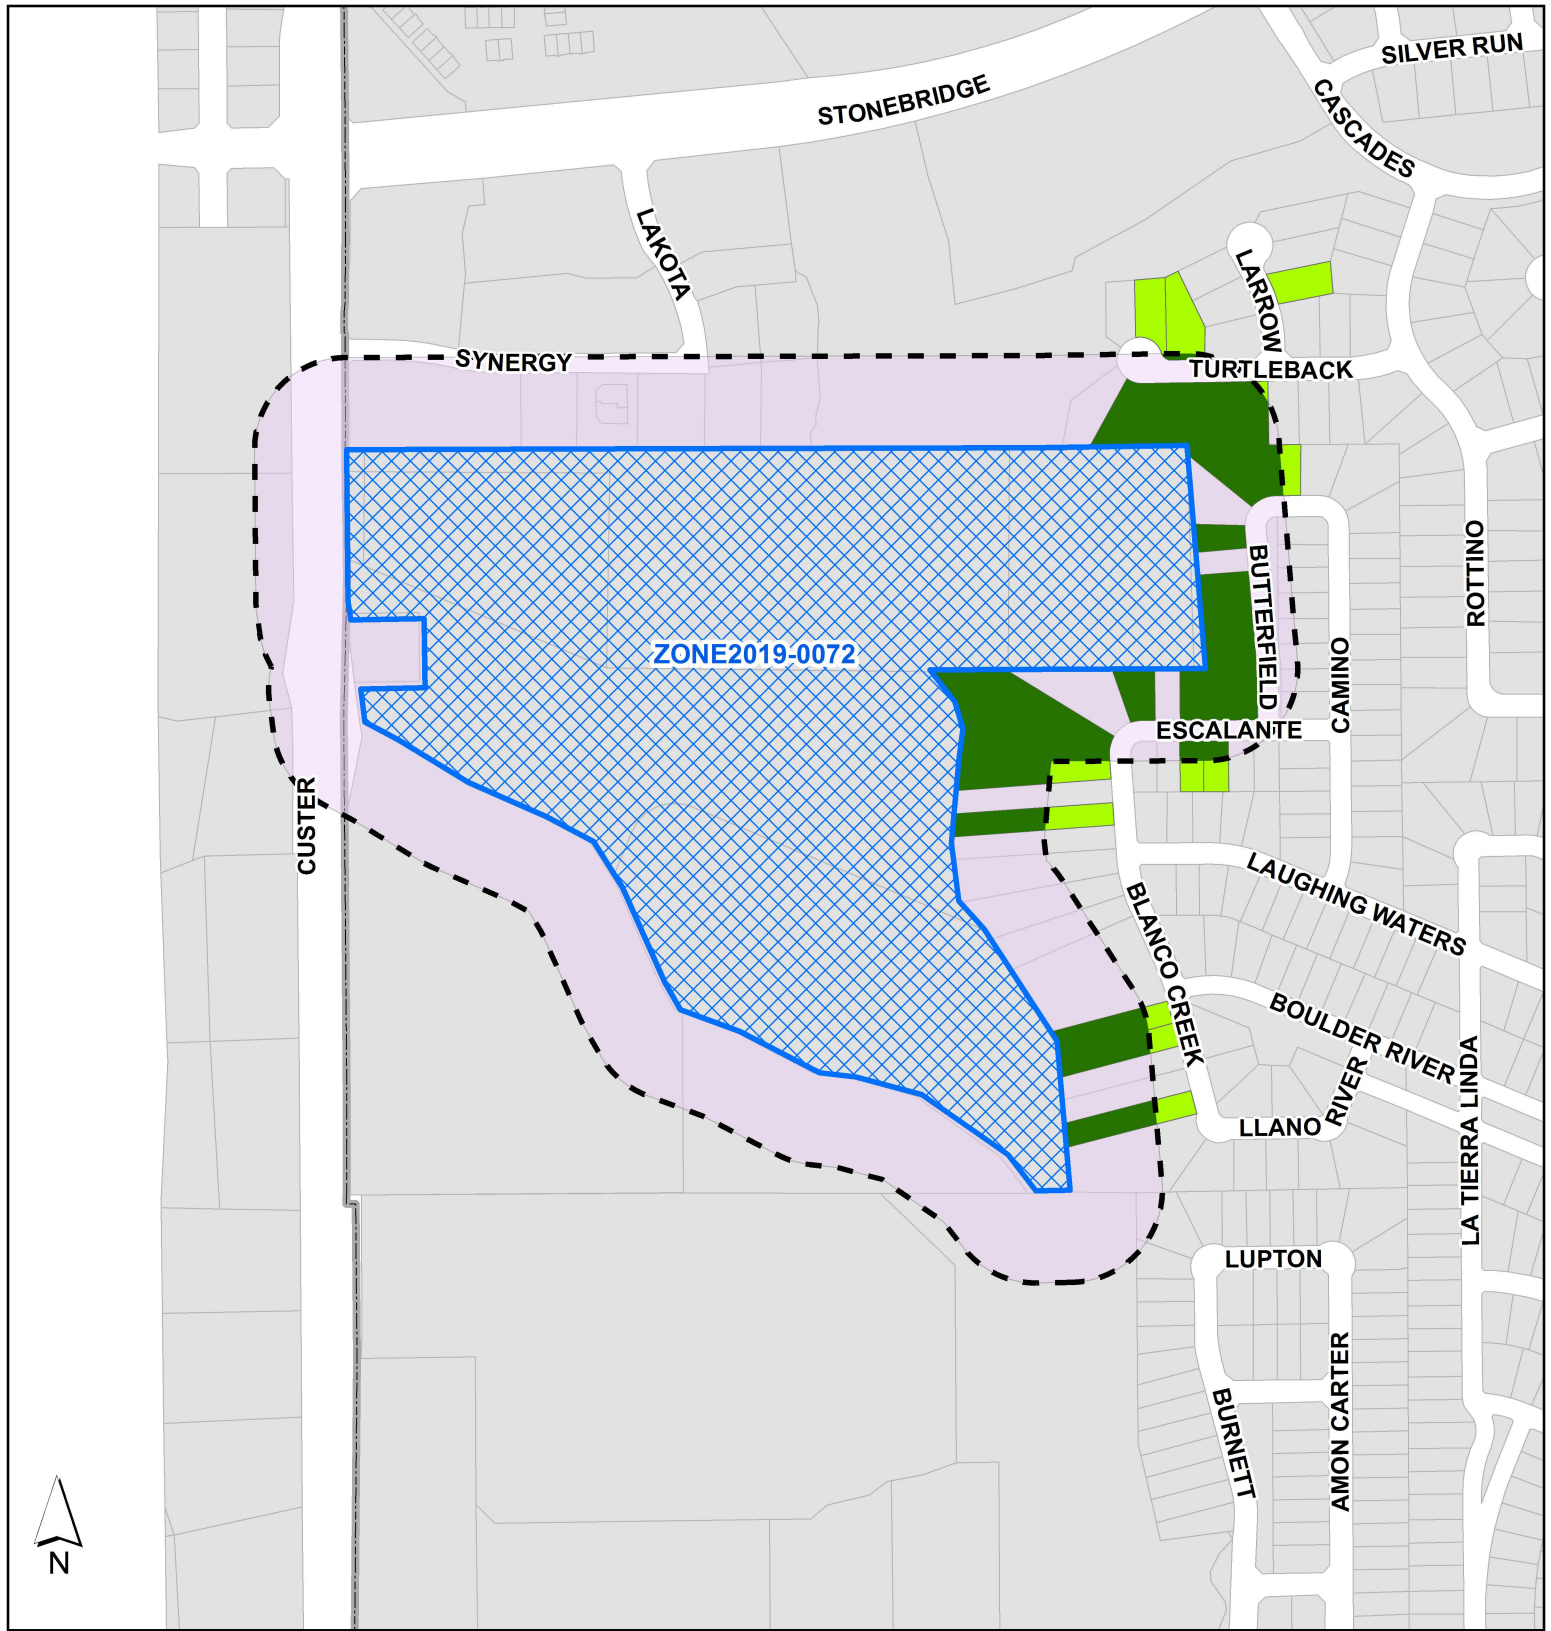 SILVER RUN
STONEBRIDGE
CASCADES
LAKOTA
LARROW
SYNERGY
TURTLEBACK
ROTTINO
BUTTERFIELD
ZONE2019-0072
CAMINO
ESCALANTE
CUSTER
LAUGHING WATERS
BLANCO CREEK
BOULDER RIVER
LLANO
RIVER
LA TIERRA LINDA
LUPTON
AMON CARTER
BURNETT
N